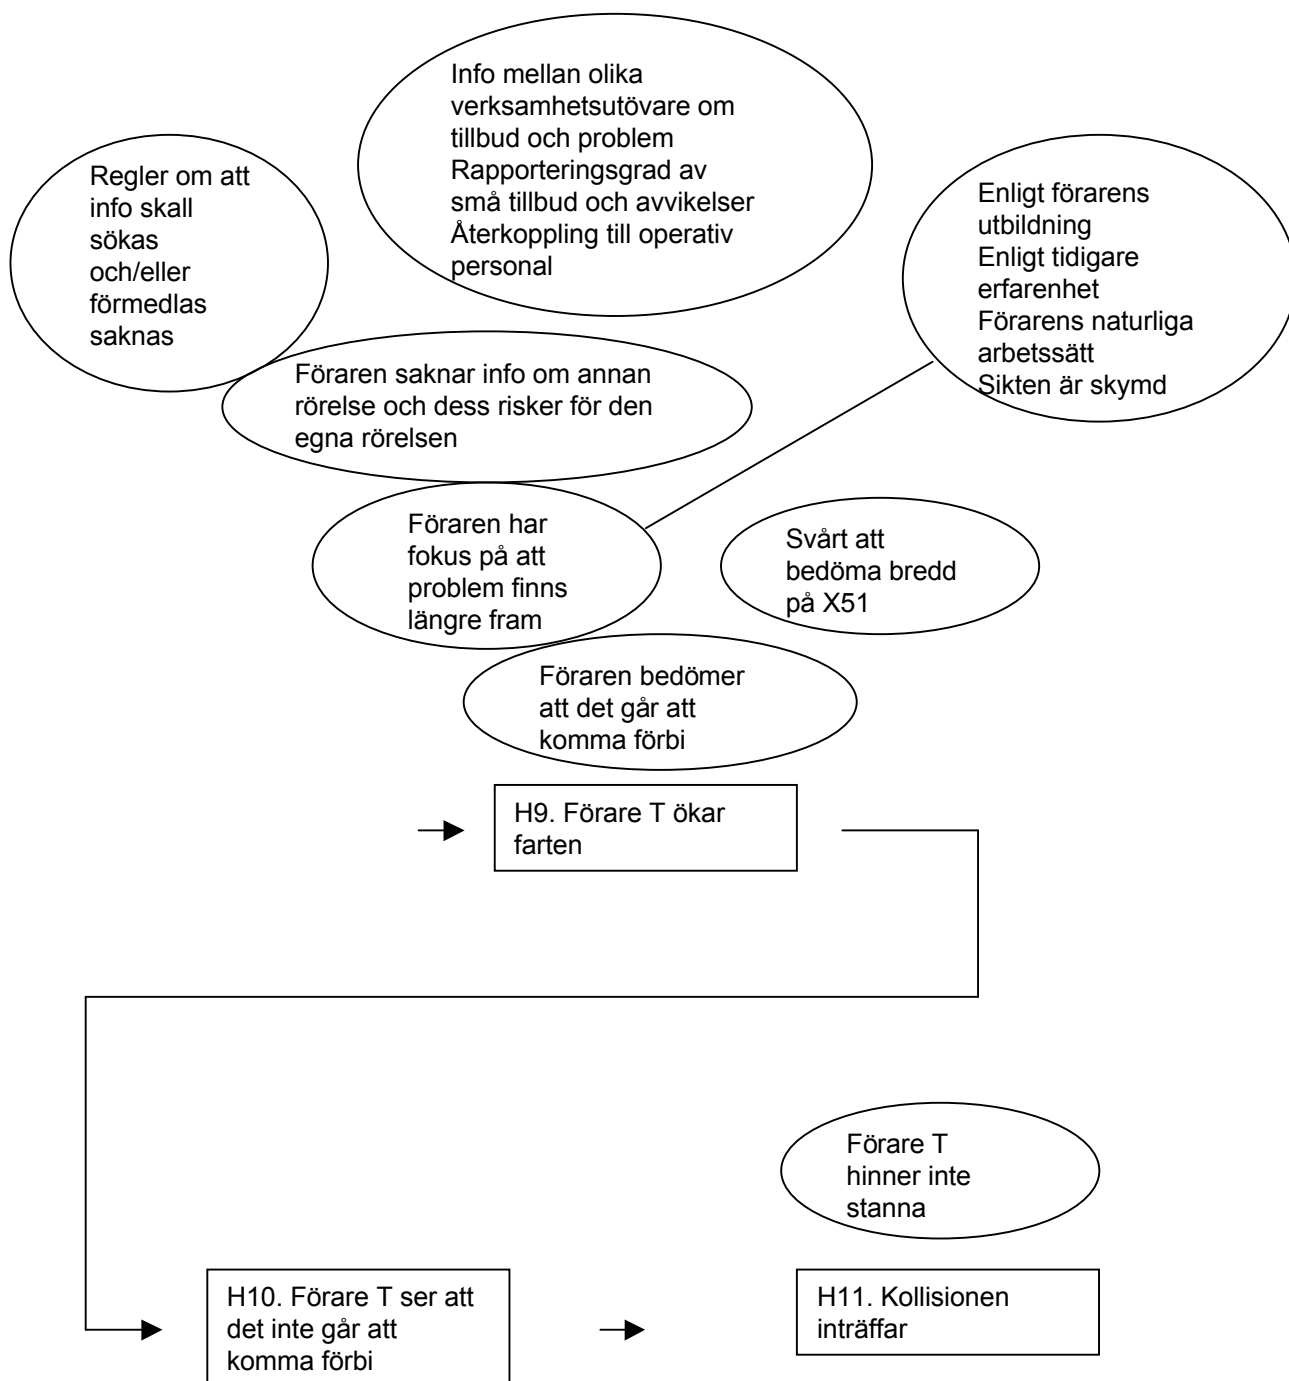 Info mellan olika
verksamhetsutövare om
tillbud och problem
Rapporteringsgrad av
små tillbud och avvikelser
Återkoppling till operativ
personal
Regler om att
info skall
sökas
och/eller
förmedlas
saknas
Enligt förarens
utbildning
Enligt tidigare
erfarenhet
Förarens naturliga
arbetssätt
Sikten är skymd
Föraren saknar info om annan
rörelse och dess risker för den
egna rörelsen
Föraren har
fokus på att
problem finns
längre fram
Svårt att
bedöma bredd
på X51
Föraren bedömer
att det går att
komma förbi
H9. Förare T ökar
farten
Förare T
hinner inte
stanna
H10. Förare T ser att
det inte går att
komma förbi
H11. Kollisionen
inträffar